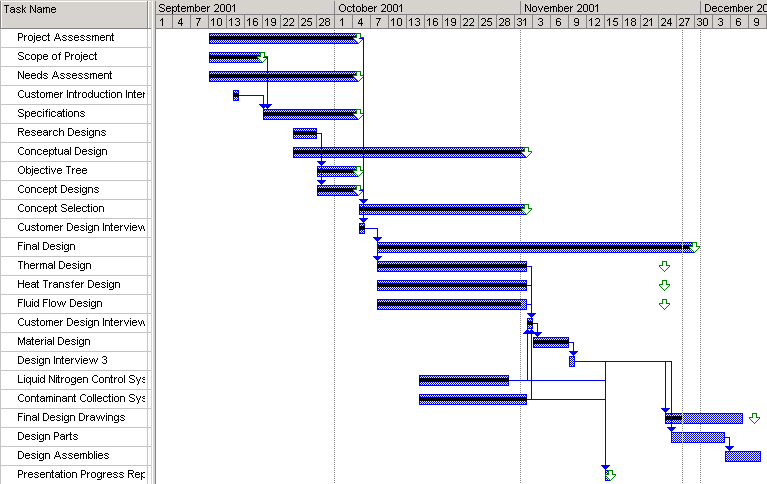 Task Name
September 2001 October 2001 November 2001 December 20
1 4 7 10 13 16 19 22 25 28 1 4 7 10 13 16 19 22 25 28 31 3 6 9 12 15 18 21 24 27 30 3 6 9
Project Assessment
Scope of Project
Needs Assessment
Customer Introduction Inter
Specifications
Research Designs
Conceptual Design
Objective Tree
Concept Designs
Concept Selection
Customer Design Interview
Final Design
Thermal Design
Heat Transfer Design
Fluid Flow Design
Customer Design Interview
Material Design
Design Interview 3
Liquid Nitrogen Control Sys
Contaminant Collection Sys
Final Design Drawings
Design Parts
Design Assemblies
Presentation Progress Rep